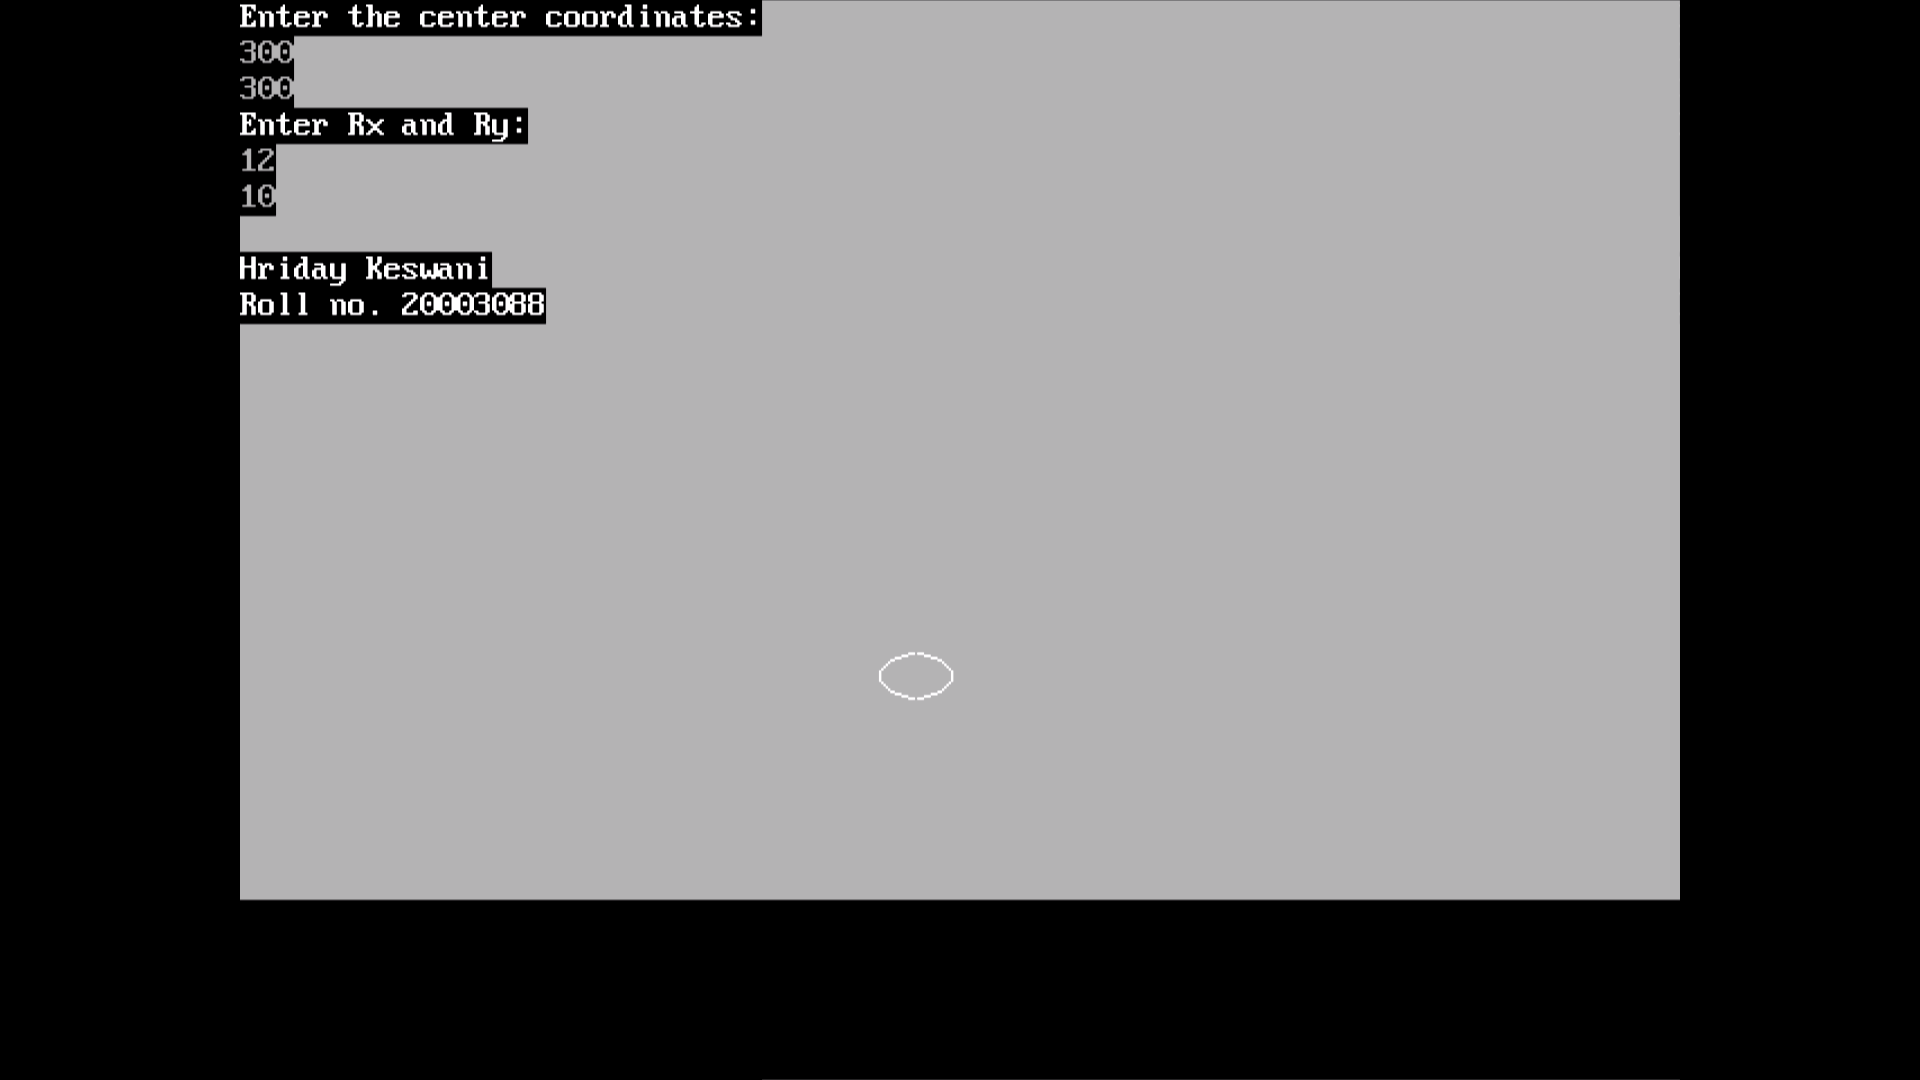 Enter the center coordinates:
300
300
Enter Rx and Ry:
12
10
Hriday Keswani
Roll no. 20003088